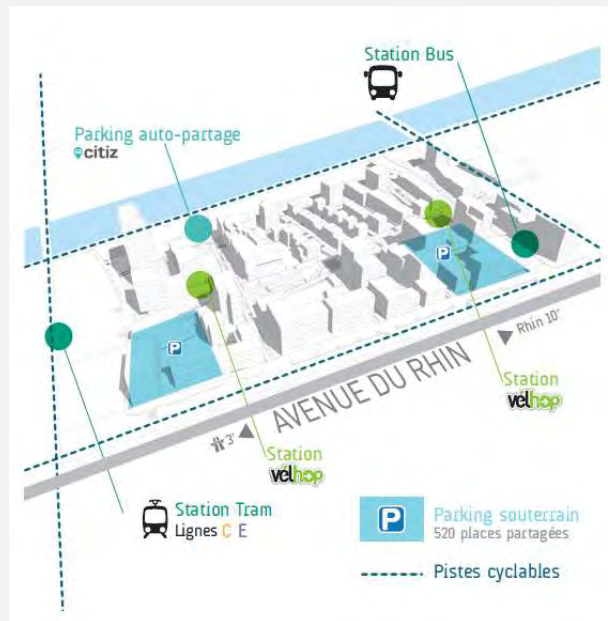 Station Bus
Parking auto-partage
citiz
P
P
Rhin 10'
AVENUE DU RHIN
3'
Station
vélhop
Station
vélhop
Station Tram
Lignes C E
P
Parking souterrain
520 places partagées
Pistes cyclables